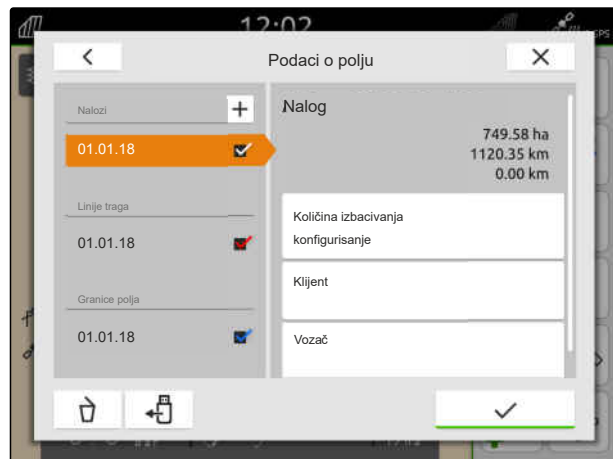 12:02
GPS
Podaci o polju
Nalozi
01.01.18
Linije traga
01.01.18
Granice polja
01.01.18
Nalog
749.58 ha
1120.35 km
0.00 km
Količina izbacivanja
konfigurisanje
Klijent
Vozač